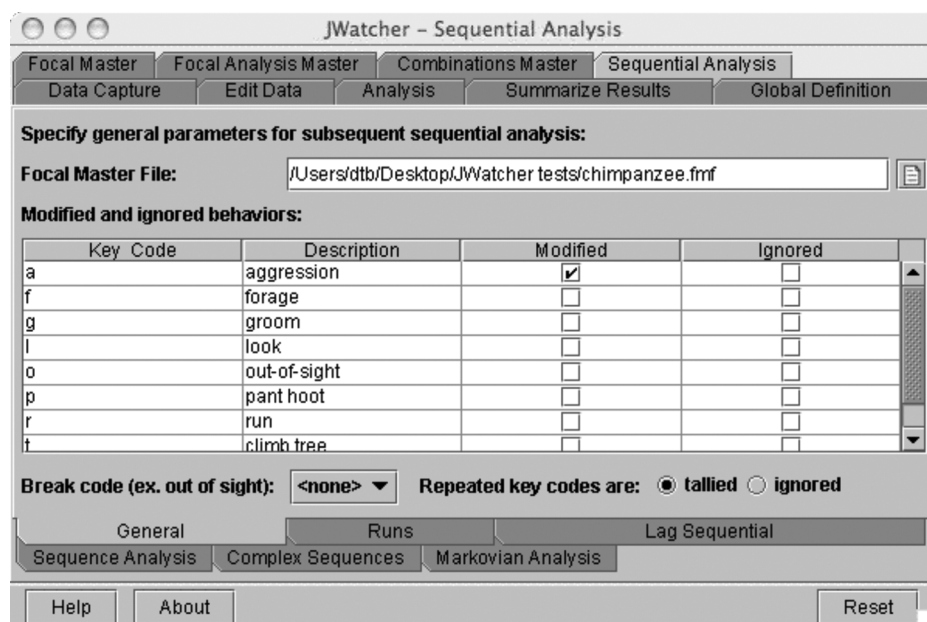 JWatcher – Sequential Analysis
Focal Master Focal Analysis Master Combinations Master Sequential Analysis
Data Capture Edit Data Analysis Summarize Results Global Definition
Specify general parameters for subsequent sequential analysis:
Focal Master File: /Users/dtb/Desktop/JWatcher tests/chimpanzee.fmf
Modified and ignored behaviors:
Key Code Description Modified Ignored
a aggression
f forage
g groom
l look
o out-of-sight
p pant hoot
r run
t climb tree
Break code (ex. out of sight): <none> Repeated key codes are: tallied ignored
General Runs Lag Sequential
Sequence Analysis Complex Sequences Markovian Analysis
Help About Reset